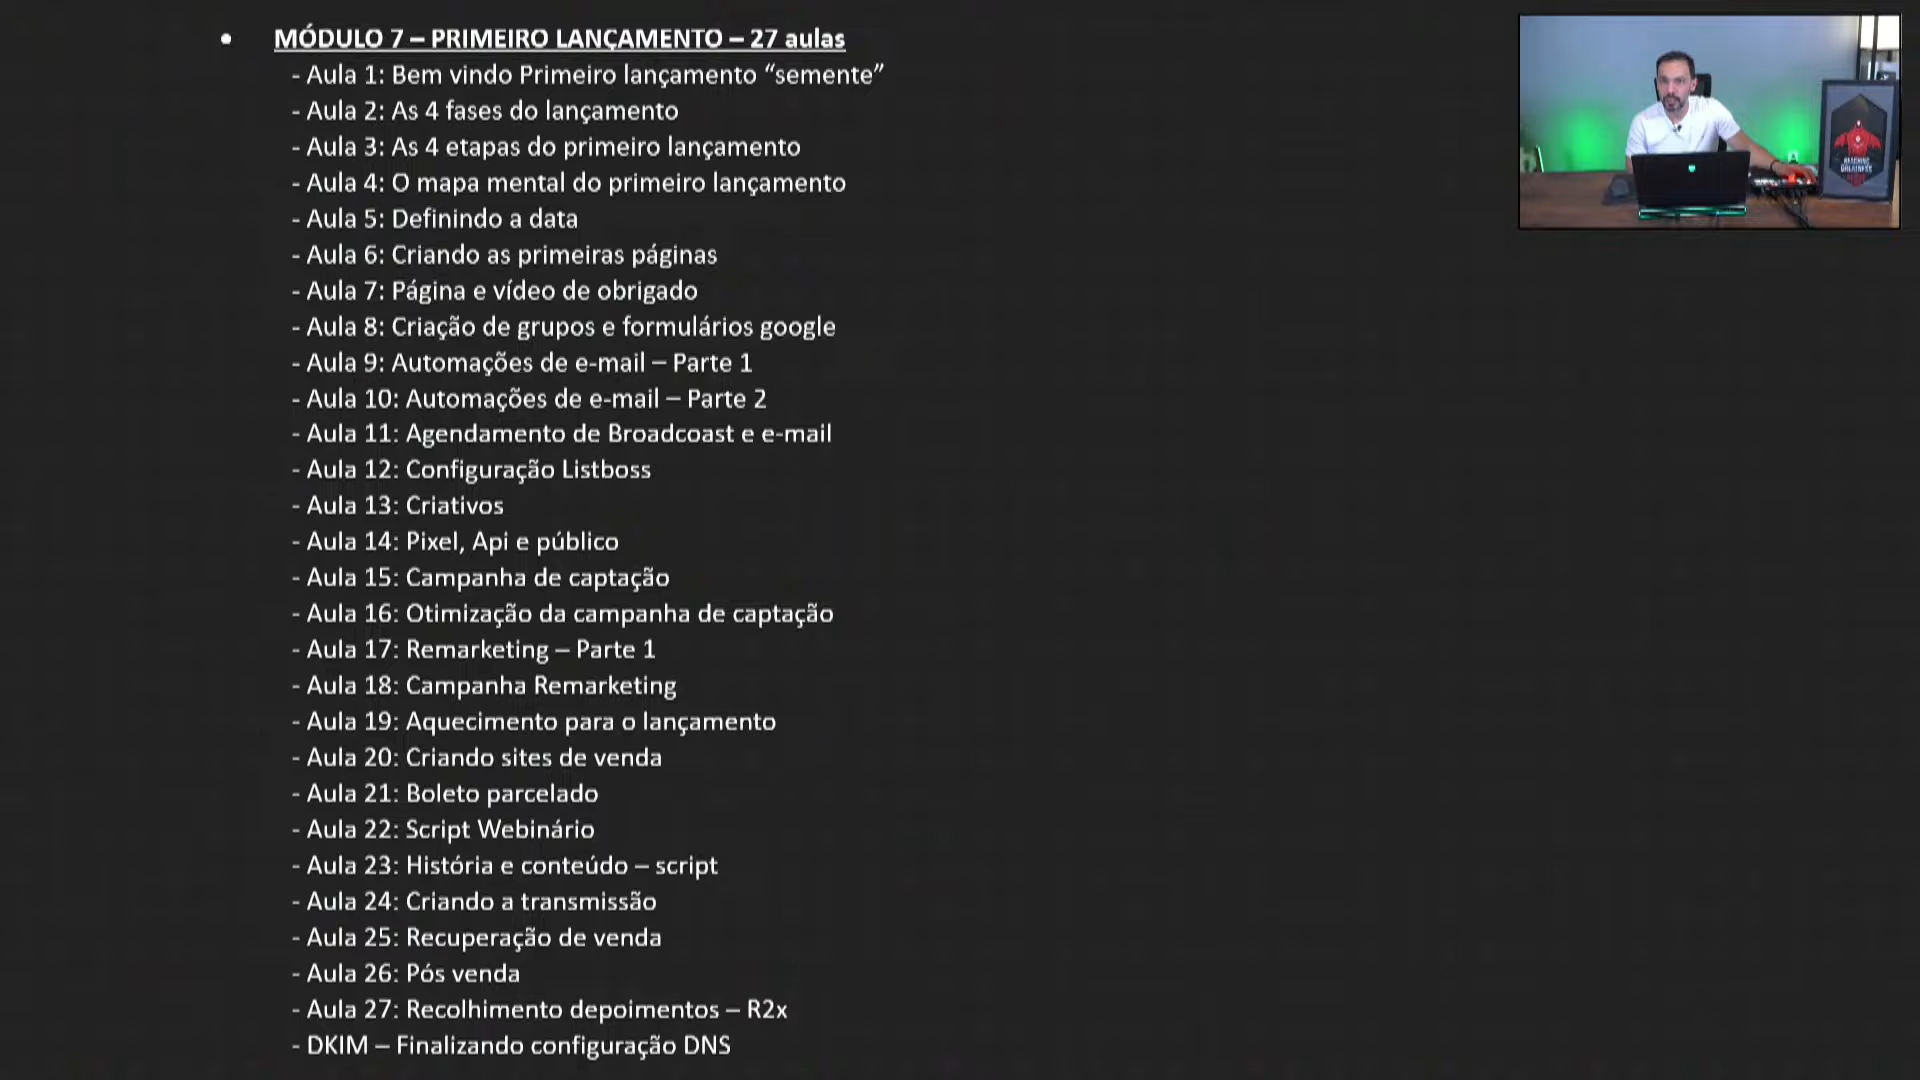 • MÓDULO 7 – PRIMEIRO LANÇAMENTO – 27 aulas
- Aula 1: Bem vindo Primeiro lançamento “semente”
- Aula 2: As 4 fases do lançamento
- Aula 3: As 4 etapas do primeiro lançamento
- Aula 4: O mapa mental do primeiro lançamento
- Aula 5: Definindo a data
- Aula 6: Criando as primeiras páginas
- Aula 7: Página e vídeo de obrigado
- Aula 8: Criação de grupos e formulários google
- Aula 9: Automações de e-mail – Parte 1
- Aula 10: Automações de e-mail – Parte 2
- Aula 11: Agendamento de Broadcoast e e-mail
- Aula 12: Configuração Listboss
- Aula 13: Criativos
- Aula 14: Pixel, Api e público
- Aula 15: Campanha de captação
- Aula 16: Otimização da campanha de captação
- Aula 17: Remarketing – Parte 1
- Aula 18: Campanha Remarketing
- Aula 19: Aquecimento para o lançamento
- Aula 20: Criando sites de venda
- Aula 21: Boleto parcelado
- Aula 22: Script Webinário
- Aula 23: História e conteúdo – script
- Aula 24: Criando a transmissão
- Aula 25: Recuperação de venda
- Aula 26: Pós venda
- Aula 27: Recolhimento depoimentos – R2x
- DKIM – Finalizando configuração DNS